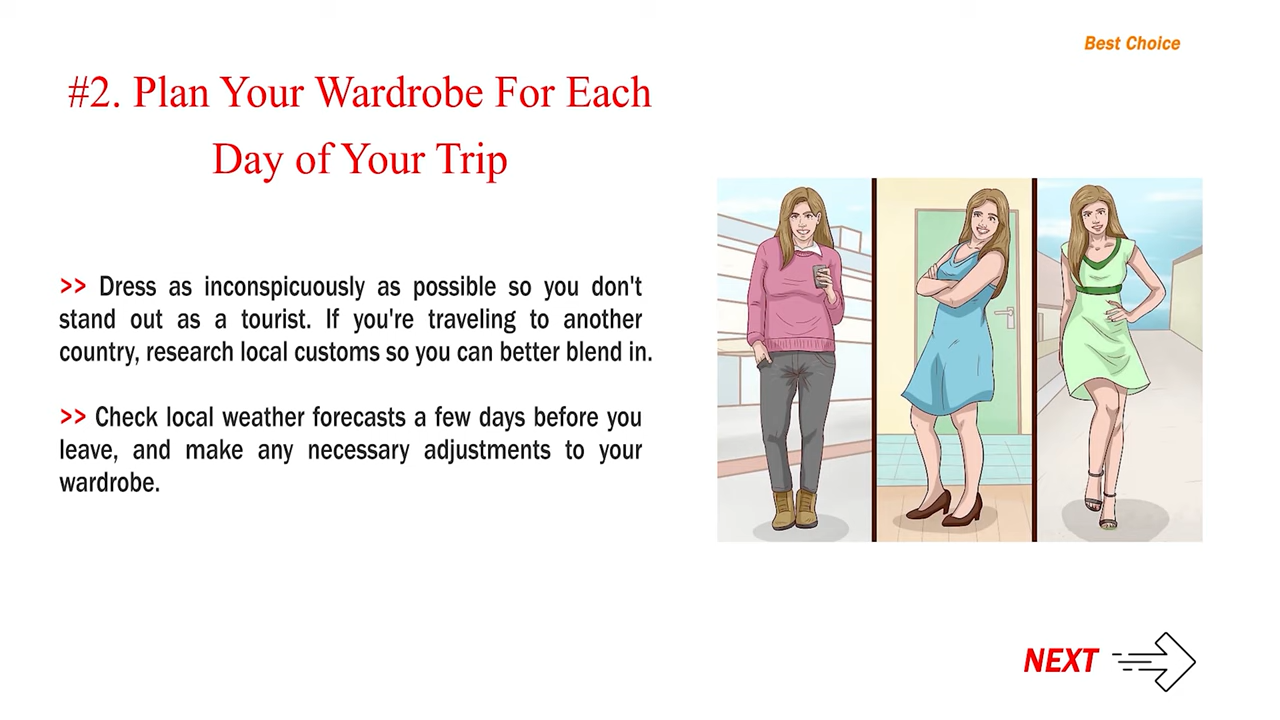 Best Choice
#2. Plan Your Wardrobe For Each
Day of Your Trip
>> Dress as inconspicuously as possible so you don't
stand out as a tourist. If you're traveling to another
country, research local customs so you can better blend in.
>> Check local weather forecasts a few days before you
leave, and make any necessary adjustments to your
wardrobe.
NEXT